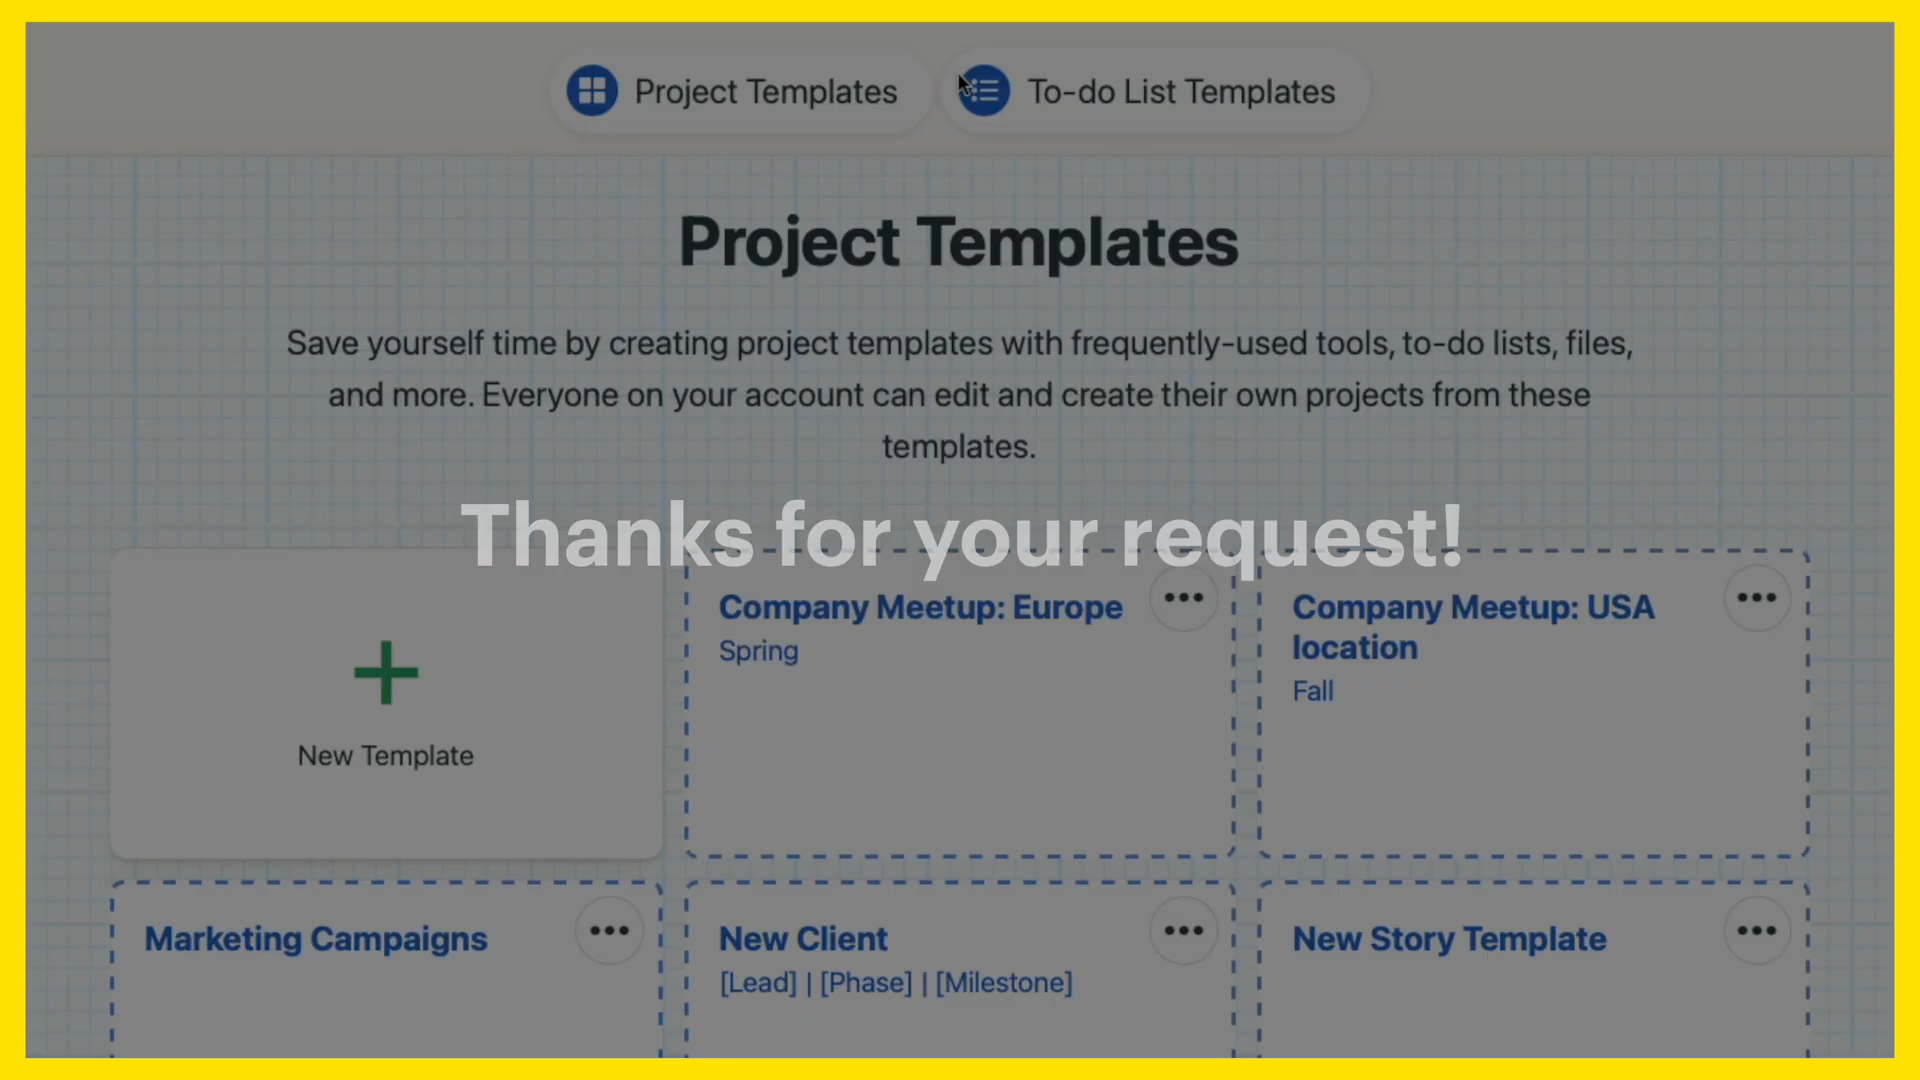 Project Templates
To-do List Templates
Project Templates
Save yourself time by creating project templates with frequently-used tools, to-do lists, files,
and more. Everyone on your account can edit and create their own projects from these
templates.
Thanks for your request!
New Template
Company Meetup: Europe
Spring
Company Meetup: USA
location
Fall
Marketing Campaigns
New Client
[Lead] | [Phase] | [Milestone]
New Story Template